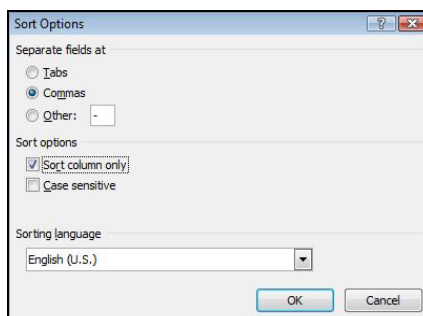 Sort Options
Separate fields at
Tabs
Commas
Other: -
Sort options
Sort column only
Case sensitive
Sorting language
English (U.S.)
OK Cancel